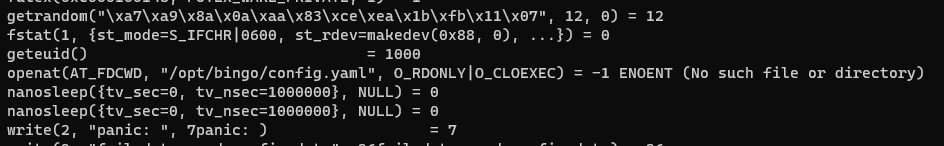 getrandom("\xa7\xa9\x8a\x0a\xaa\x83\xce\xea\x1b\xfb\x11\x07", 12, 0) = 12
fstat(1, {st_mode=S_IFCHR|0600, st_rdev=makedev(0x88, 0), ...}) = 0
geteuid() = 1000
openat(AT_FDCWD, "/opt/bingo/config.yaml", O_RDONLY|O_CLOEXEC) = -1 ENOENT (No such file or directory)
nanosleep({tv_sec=0, tv_nsec=1000000}, NULL) = 0
nanosleep({tv_sec=0, tv_nsec=1000000}, NULL) = 0
write(2, "panic: ", 7panic: ) = 7